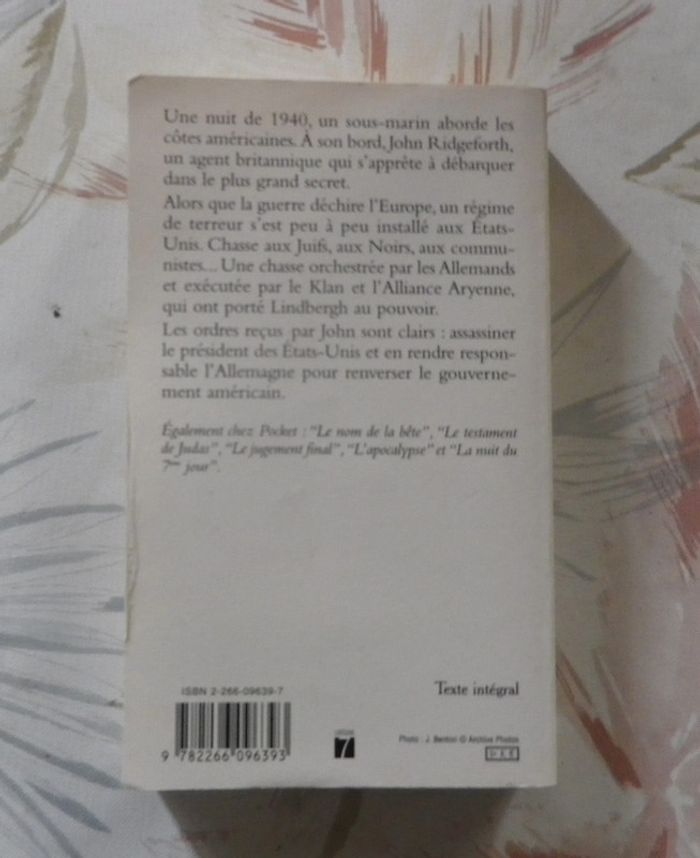 Une nuit de 1940, un sous-marin aborde les
côtes américaines. À son bord, John Ridgeforth,
un agent britannique qui s'apprête à débarquer
dans le plus grand secret.
Alors que la guerre déchire l'Europe, un régime
de terreur s'est peu à peu installé aux États-
Unis. Chasse aux Juifs, aux Noirs, aux commu-
nistes... Une chasse orchestrée par les Allemands
et exécutée par le Klan et l'Alliance Aryenne,
qui ont porté Lindbergh au pouvoir.
Les ordres reçus par John sont clairs : assassiner
le président des États-Unis et en rendre respon-
sable l'Allemagne pour renverser le gouverne-
ment américain.
Également chez Pocket : "Le nom de la bête", "Le testament
de Judas", "Le jugement final", "L'apocalypse" et "La nuit du
7ème jour".
ISBN 2-266-09639-7
Texte intégral
9 782266 096393
7
Photo : J. Benton © Archive Photos